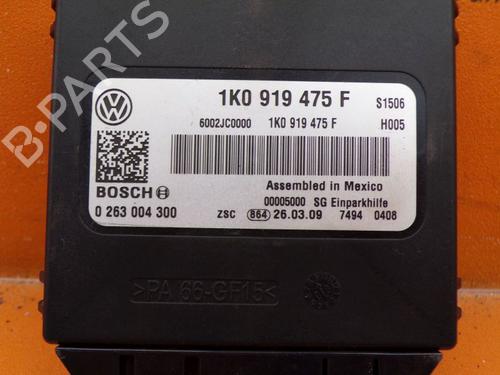 1K0 919 475 F S1506
6002JC0000 1K0 919 475 F H005
BOSCH
Assembled in Mexico
00005000 SG Einparkhilfe
0 263 004 300 ZSC 864 26.03.09 7494 0408
>PA 66-GF15<
B-PARTS